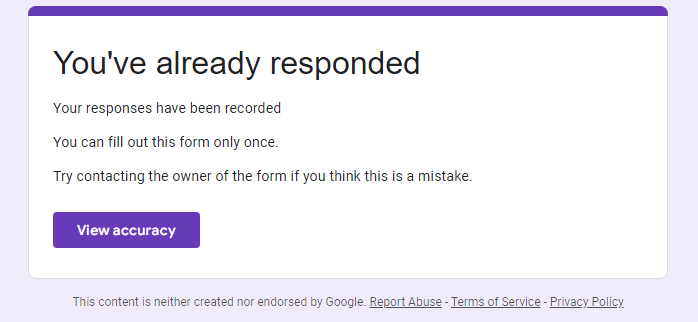 You've already responded
Your responses have been recorded
You can fill out this form only once.
Try contacting the owner of the form if you think this is a mistake.
View accuracy
This content is neither created nor endorsed by Google. Report Abuse - Terms of Service - Privacy Policy